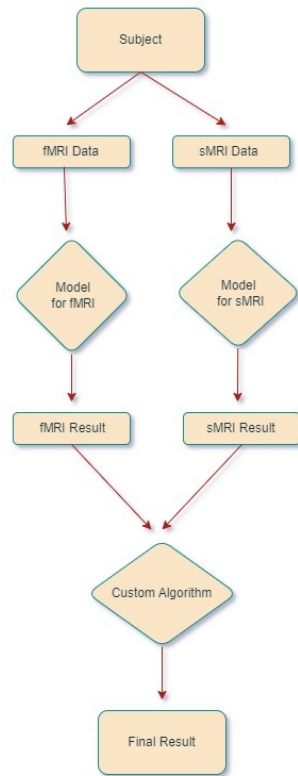 Subject
fMRI Data
sMRI Data
Model
for fMRI
Model
for sMRI
fMRI Result
sMRI Result
Custom Algorithm
Final Result